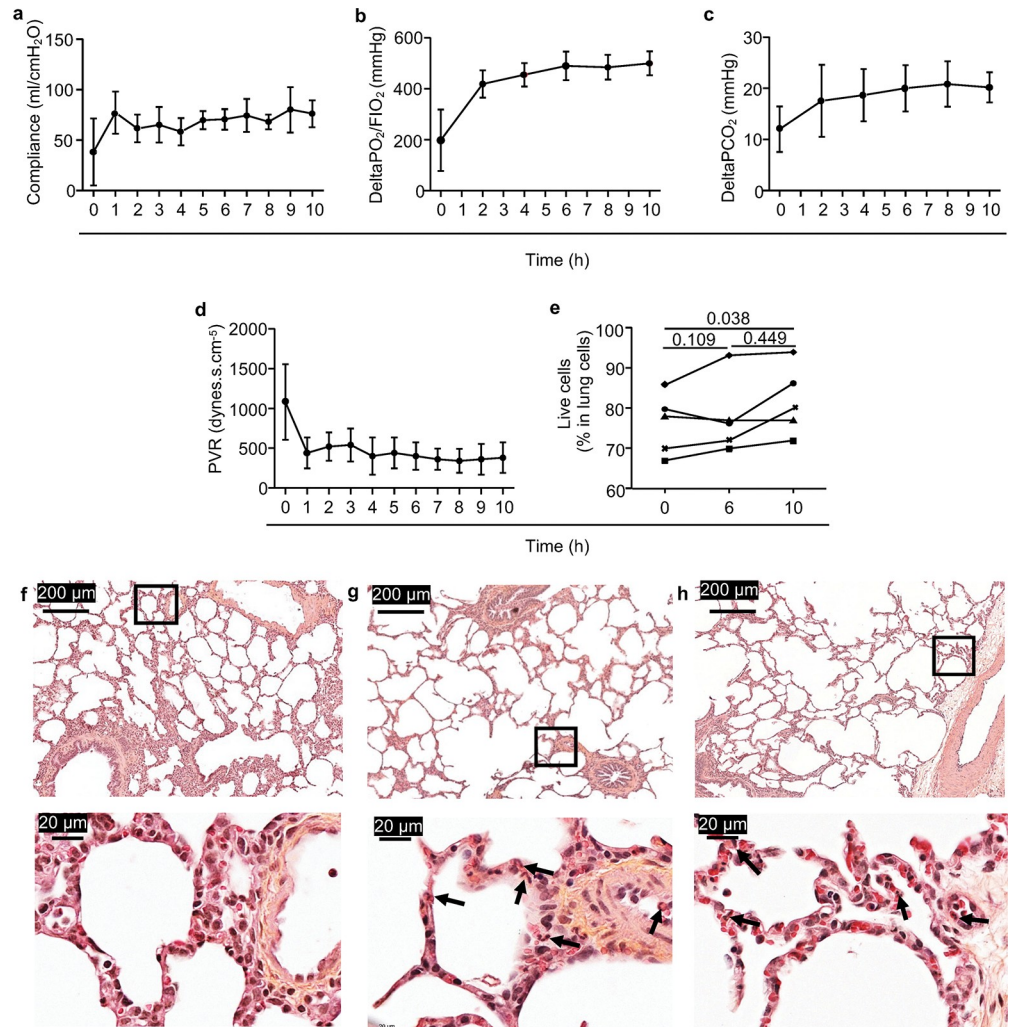 a
b
c
Compliance (ml/cmH₂O)
150
100
50
0
0 1 2 3 4 5 6 7 8 9 10
DeltaPO₂/FIO₂ (mmHg)
600
400
200
0
0 1 2 3 4 5 6 7 8 9 10
DeltaPCO₂ (mmHg)
30
20
10
0
0 1 2 3 4 5 6 7 8 9 10
Time (h)
d
e
PVR (dynes.s.cm⁻⁵)
2000
1500
1000
500
0
0 1 2 3 4 5 6 7 8 9 10
Live cells
(% in lung cells)
100
90
80
70
60
0.038
0.109 0.449
0 6 10
Time (h)
f
200 µm
g
200 µm
h
200 µm
20 µm
20 µm
20 µm
20 µm